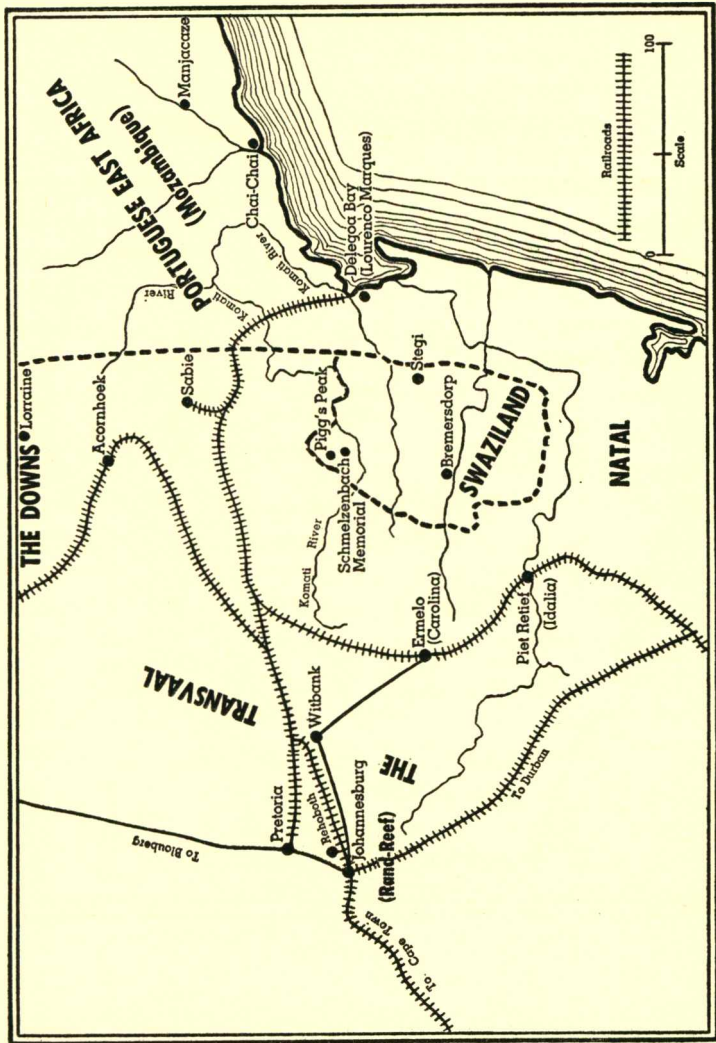 THE DOWNS
Lorraine
Acornhoek
Sabie
PORTUGUESE EAST AFRICA
(Mozambique)
Manjacaze
Chai-Chai
River
Komati
Komati River
Delegoa Bay
(Lourenco Marques)
THE
TRANSVAAL
To Blouberg
Pretoria
Rehoboth
Johannesburg
(Rand-Reef)
To Cape Town
Witbank
Ermelo
(Carolina)
Komati River
Pigg's Peak
Schmelzenbach
Memorial
Stegi
Bremersdorp
SWAZILAND
Piet Retief
(Idalia)
To Durban
NATAL
Railroads
0 100
Scale